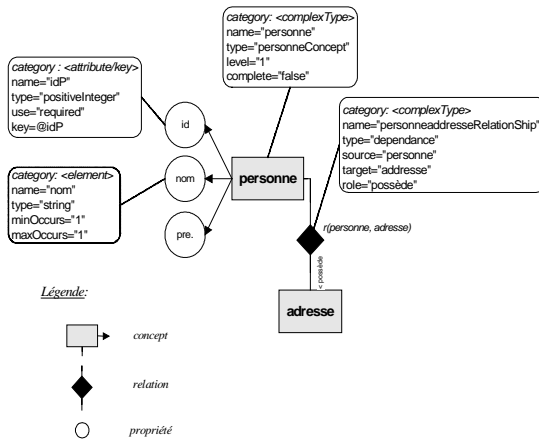 category: <complexType>
name="personne"
type="personneConcept"
level="1"
complete="false"
category : <attribute/key>
name="idP"
type="positiveInteger"
use="required"
key=@idP
category: <complexType>
name="personneaddresseRelationShip"
type="dependance"
source="personne"
target="addresse"
role="possède"
id
category: <element>
name="nom"
type="string"
minOccurs="1"
maxOccurs="1"
nom
personne
pre.
r(personne, adresse)
< possède
adresse
Légende:
concept
relation
propriété